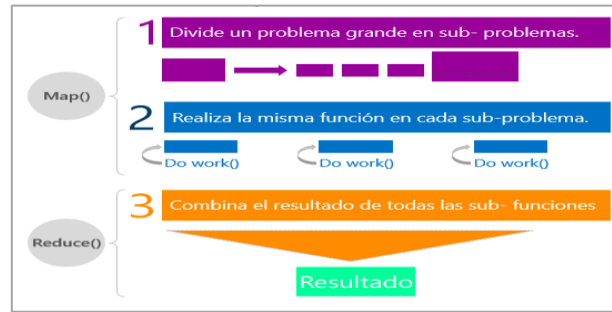 1 Divide un problema grande en sub- problemas.
Map()
2 Realiza la misma función en cada sub-problema.
Do work() Do work() Do work()
3 Combina el resultado de todas las sub- funciones
Reduce()
Resultado